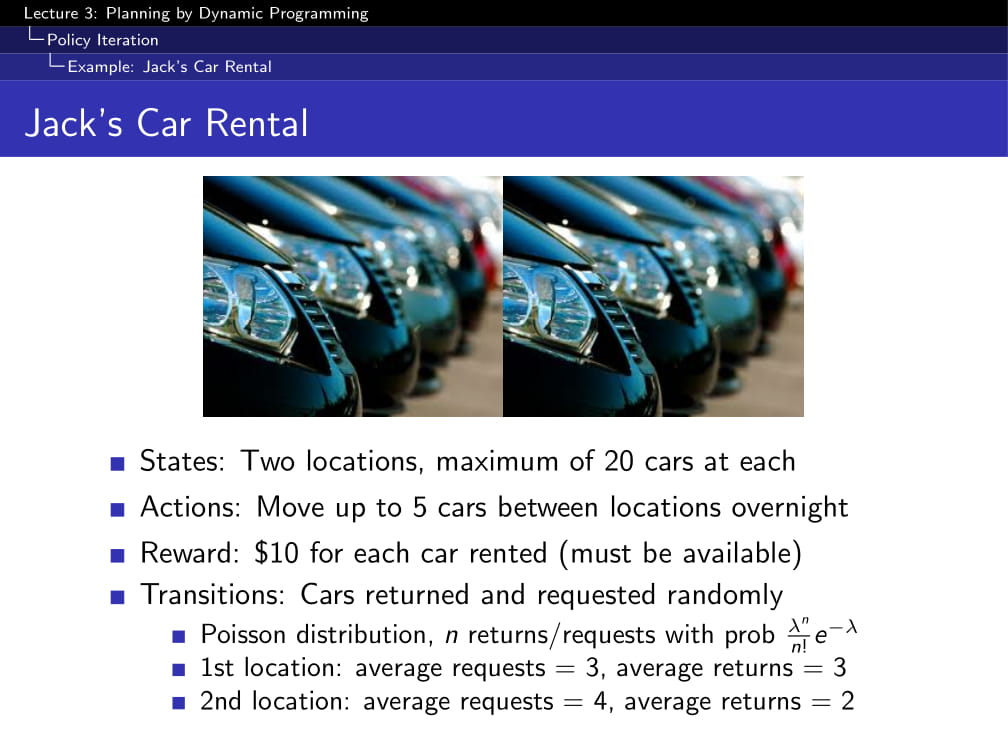 Lecture 3: Planning by Dynamic Programming
Policy Iteration
Example: Jack's Car Rental
Jack's Car Rental
States: Two locations, maximum of 20 cars at each
Actions: Move up to 5 cars between locations overnight
Reward: $10 for each car rented (must be available)
Transitions: Cars returned and requested randomly
Poisson distribution, n returns/requests with prob $\frac{\lambda^n}{n!}e^{-\lambda}$
1st location: average requests = 3, average returns = 3
2nd location: average requests = 4, average returns = 2